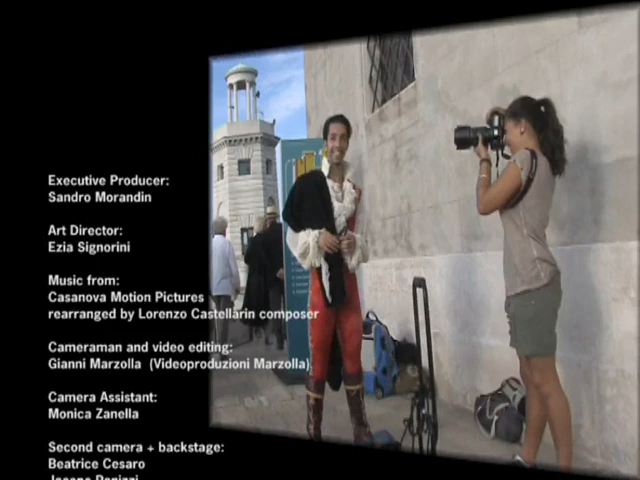 Executive Producer:
Sandro Morandin
Art Director:
Ezia Signorini
Music from:
Casanova Motion Pictures
rearranged by Lorenzo Castellarin composer
Cameraman and video editing:
Gianni Marzolla (Videoproduzioni Marzolla)
Camera Assistant:
Monica Zanella
Second camera + backstage:
Beatrice Cesaro